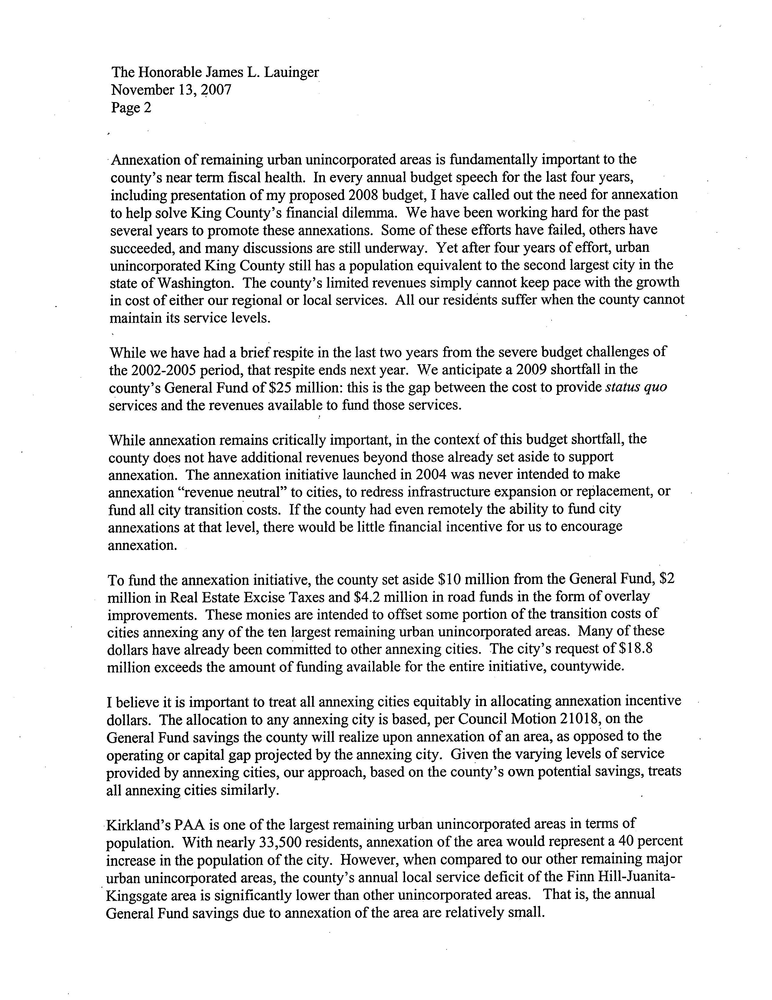 The Honorable James L. Lauinger
November 13, 2007
Page 2
Annexation of remaining urban unincorporated areas is fundamentally important to the
county's near term fiscal health. In every annual budget speech for the last four years,
including presentation of my proposed 2008 budget, I have called out the need for annexation
to help solve King County's financial dilemma. We have been working hard for the past
several years to promote these annexations. Some of these efforts have failed, others have
succeeded, and many discussions are still underway. Yet after four years of effort, urban
unincorporated King County still has a population equivalent to the second largest city in the
state of Washington. The county's limited revenues simply cannot keep pace with the growth
in cost of either our regional or local services. All our residents suffer when the county cannot
maintain its service levels.
While we have had a brief respite in the last two years from the severe budget challenges of
the 2002-2005 period, that respite ends next year. We anticipate a 2009 shortfall in the
county's General Fund of $25 million: this is the gap between the cost to provide status quo
services and the revenues available to fund those services.
While annexation remains critically important, in the context of this budget shortfall, the
county does not have additional revenues beyond those already set aside to support
annexation. The annexation initiative launched in 2004 was never intended to make
annexation “revenue neutral” to cities, to redress infrastructure expansion or replacement, or
fund all city transition costs. If the county had even remotely the ability to fund city
annexations at that level, there would be little financial incentive for us to encourage
annexation.
To fund the annexation initiative, the county set aside $10 million from the General Fund, $2
million in Real Estate Excise Taxes and $4.2 million in road funds in the form of overlay
improvements. These monies are intended to offset some portion of the transition costs of
cities annexing any of the ten largest remaining urban unincorporated areas. Many of these
dollars have already been committed to other annexing cities. The city's request of $18.8
million exceeds the amount of funding available for the entire initiative, countywide.
I believe it is important to treat all annexing cities equitably in allocating annexation incentive
dollars. The allocation to any annexing city is based, per Council Motion 21018, on the
General Fund savings the county will realize upon annexation of an area, as opposed to the
operating or capital gap projected by the annexing city. Given the varying levels of service
provided by annexing cities, our approach, based on the county's own potential savings, treats
all annexing cities similarly.
Kirkland's PAA is one of the largest remaining urban unincorporated areas in terms of
population. With nearly 33,500 residents, annexation of the area would represent a 40 percent
increase in the population of the city. However, when compared to our other remaining major
urban unincorporated areas, the county's annual local service deficit of the Finn Hill-Juanita-
Kingsgate area is significantly lower than other unincorporated areas. That is, the annual
General Fund savings due to annexation of the area are relatively small.